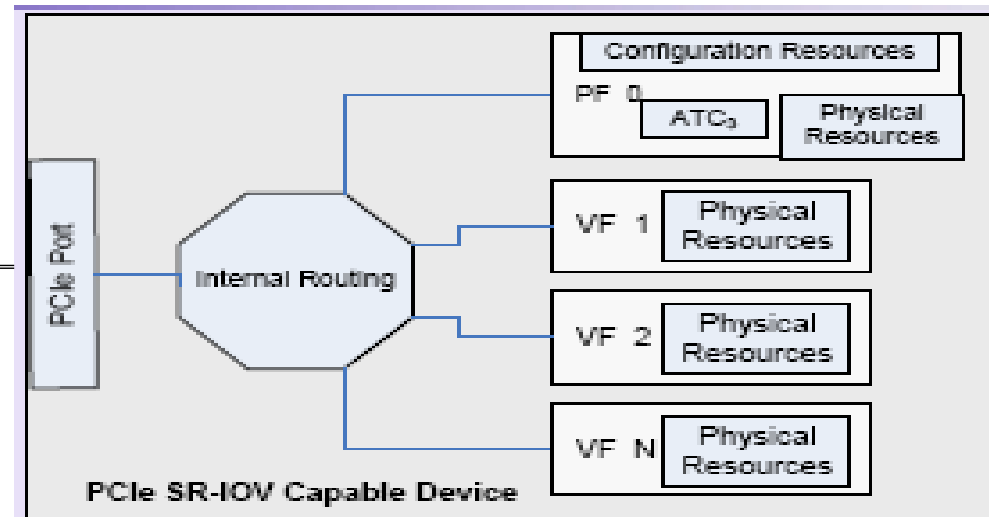 Configuration Resources
PF 0
ATC₀
Physical
Resources
PCIe Port
Internal Routing
VF 1
Physical
Resources
VF 2
Physical
Resources
VF N
Physical
Resources
PCIe SR-IOV Capable Device